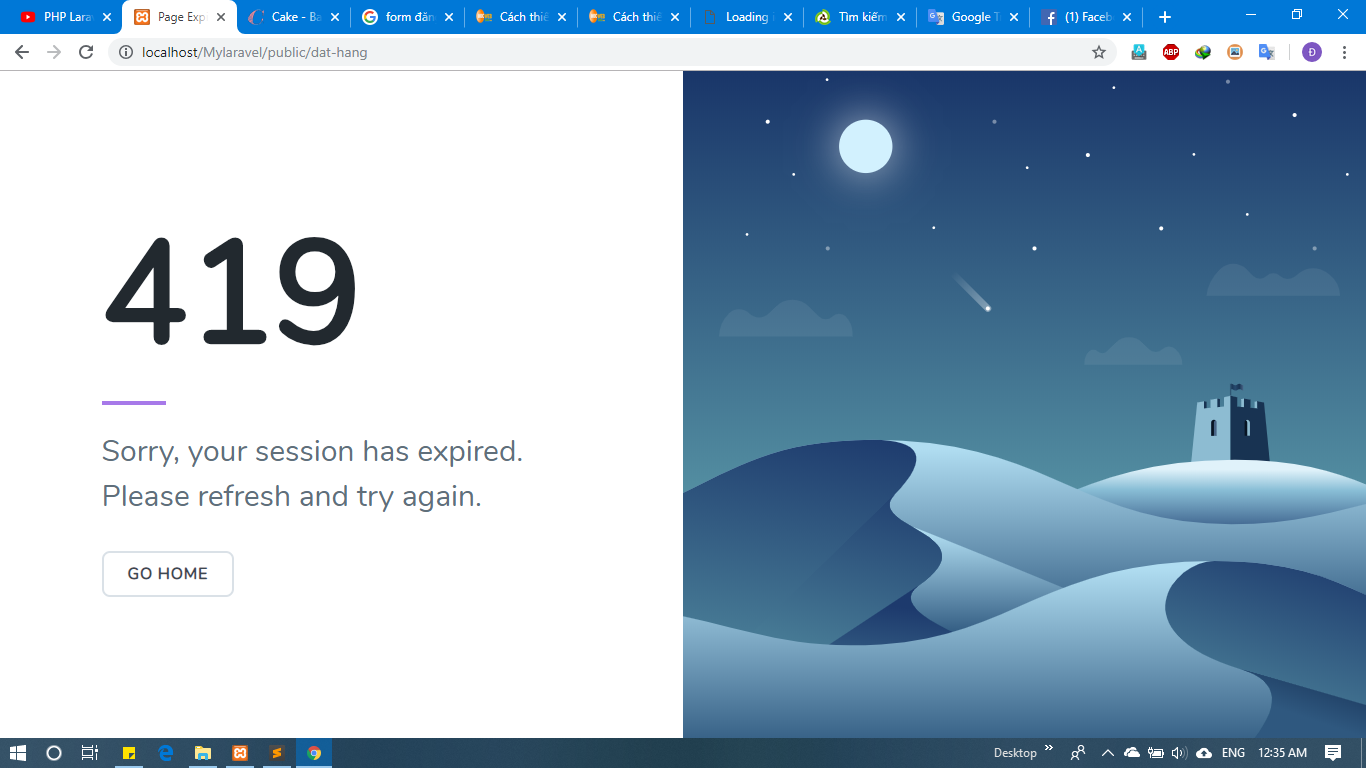 PHP Larav
Page Exp
Cake - Ba
form đăn
Cách thiế
Cách thiế
Loading i
Tìm kiếm
Google T
(1) Faceb
localhost/Mylaravel/public/dat-hang
ABP
Đ
419
Sorry, your session has expired.
Please refresh and try again.
GO HOME
Desktop
ENG
12:35 AM